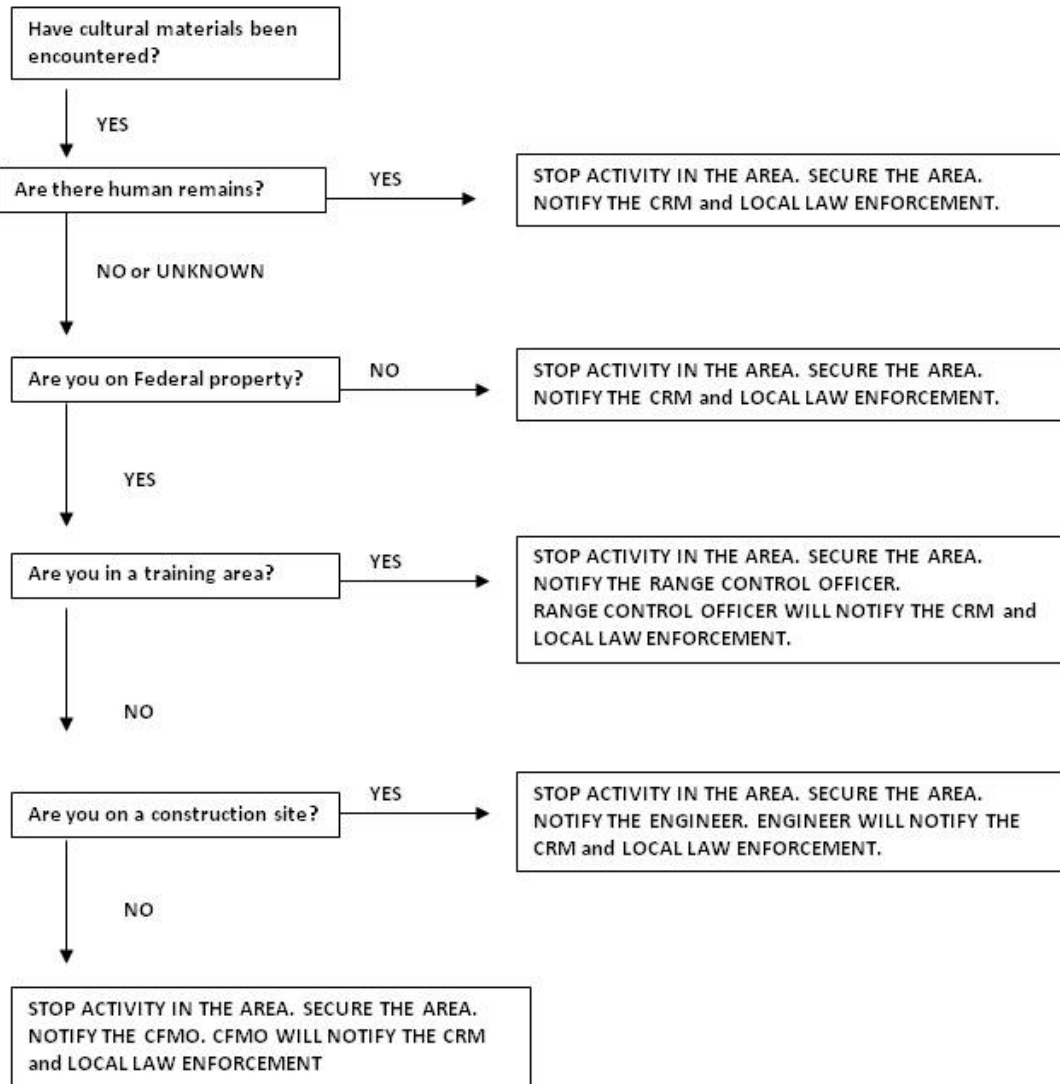 Have cultural materials been
encountered?
YES
Are there human remains?
YES
STOP ACTIVITY IN THE AREA. SECURE THE AREA.
NOTIFY THE CRM and LOCAL LAW ENFORCEMENT.
NO or UNKNOWN
Are you on Federal property?
NO
STOP ACTIVITY IN THE AREA. SECURE THE AREA.
NOTIFY THE CRM and LOCAL LAW ENFORCEMENT.
YES
Are you in a training area?
YES
STOP ACTIVITY IN THE AREA. SECURE THE AREA.
NOTIFY THE RANGE CONTROL OFFICER.
RANGE CONTROL OFFICER WILL NOTIFY THE CRM and
LOCAL LAW ENFORCEMENT.
NO
Are you on a construction site?
YES
STOP ACTIVITY IN THE AREA. SECURE THE AREA.
NOTIFY THE ENGINEER. ENGINEER WILL NOTIFY THE
CRM and LOCAL LAW ENFORCEMENT.
NO
STOP ACTIVITY IN THE AREA. SECURE THE AREA.
NOTIFY THE CFMO. CFMO WILL NOTIFY THE CRM
and LOCAL LAW ENFORCEMENT